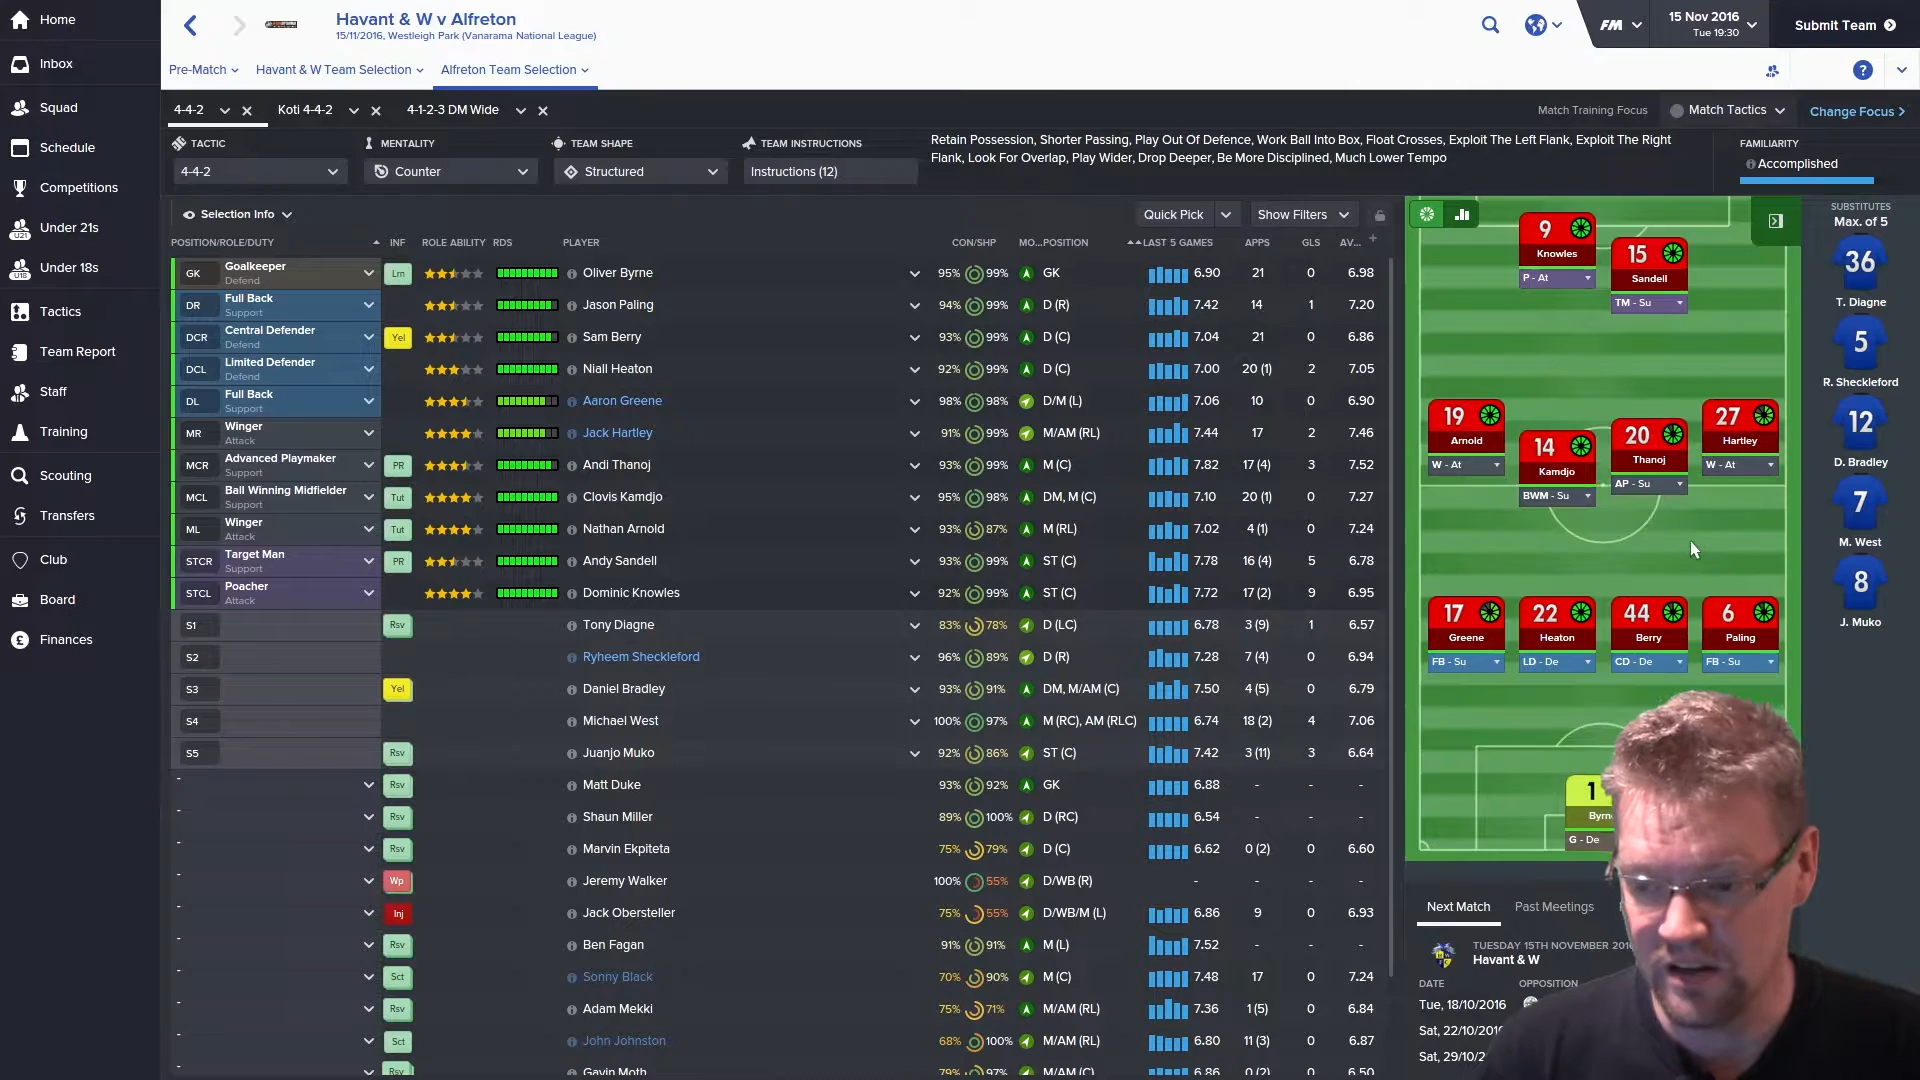 Home
Inbox
Squad
Schedule
Competitions
Under 21s
Under 18s
Tactics
Team Report
Staff
Training
Scouting
Transfers
Club
Board
Finances
Havant & W v Alfreton
15/11/2016, Westleigh Park (Vanarama National League)
FM
15 Nov 2016
Tue 19:30
Submit Team
Pre-Match
Havant & W Team Selection
Alfreton Team Selection
?
4-4-2
Koti 4-4-2
4-1-2-3 DM Wide
Match Training Focus
Match Tactics
Change Focus >
TACTIC
4-4-2
MENTALITY
Counter
TEAM SHAPE
Structured
TEAM INSTRUCTIONS
Instructions (12)
Retain Possession, Shorter Passing, Play Out Of Defence, Work Ball Into Box, Float Crosses, Exploit The Left Flank, Exploit The Right
Flank, Look For Overlap, Play Wider, Drop Deeper, Be More Disciplined, Much Lower Tempo
FAMILIARITY
Accomplished
Selection Info
Quick Pick
Show Filters
POSITION/ROLE/DUTY INF ROLE ABILITY RDS PLAYER CON/SHP MO... POSITION LAST 5 GAMES APPS GLS AV...
GK Goalkeeper Defend Lrn Oliver Byrne 95% 99% GK 6.90 21 0 6.98
DR Full Back Support Jason Paling 94% 99% D (R) 7.42 14 1 7.20
DCR Central Defender Defend Yel Sam Berry 93% 99% D (C) 7.04 21 0 6.86
DCL Limited Defender Defend Niall Heaton 92% 99% D (C) 7.00 20 (1) 2 7.05
DL Full Back Support Aaron Greene 98% 98% D/M (L) 7.06 10 0 6.90
MR Winger Attack Jack Hartley 91% 99% M/AM (RL) 7.44 17 2 7.46
MCR Advanced Playmaker Support PR Andi Thanoj 93% 99% M (C) 7.82 17 (4) 3 7.52
MCL Ball Winning Midfielder Support Tut Clovis Kamdjo 95% 98% DM, M (C) 7.10 20 (1) 0 7.27
ML Winger Attack Tut Nathan Arnold 93% 87% M (RL) 7.02 4 (1) 0 7.24
STCR Target Man Support PR Andy Sandell 93% 99% ST (C) 7.78 16 (4) 5 6.78
STCL Poacher Attack Dominic Knowles 92% 99% ST (C) 7.72 17 (2) 9 6.95
S1 Rsv Tony Diagne 83% 78% D (LC) 6.78 3 (9) 1 6.57
S2 Ryheem Sheckleford 96% 89% D (R) 7.28 7 (4) 0 6.94
S3 Yel Daniel Bradley 93% 91% DM, M/AM (C) 7.50 4 (5) 0 6.79
S4 Michael West 100% 97% M (RC), AM (RLC) 6.74 18 (2) 4 7.06
S5 Rsv Juanjo Muko 92% 86% ST (C) 7.42 3 (11) 3 6.64
- Rsv Matt Duke 93% 92% GK 6.88 - - -
- Rsv Shaun Miller 89% 100% D (RC) 6.54 - - -
- Rsv Marvin Ekpiteta 75% 79% D (C) 6.62 0 (2) 0 6.60
- Wp Jeremy Walker 100% 55% D/WB (R) - - - -
- Inj Jack Obersteller 75% 55% D/WB/M (L) 6.86 9 0 6.93
- Rsv Ben Fagan 91% 91% M (L) 7.52 - - -
- Sct Sonny Black 70% 90% M (C) 7.48 17 0 7.24
- Rsv Adam Mekki 75% 71% M/AM (RL) 7.36 1 (5) 0 6.84
- Sct John Johnston 68% 100% M/AM (RL) 6.80 11 (3) 0 6.87
- Rsv Gavin Moth 79% 97% M/AM (C) 6.86 0 (2) 0 6.50
9
Knowles
P - At
15
Sandell
TM - Su
19
Arnold
W - At
14
Kamdjo
BWM - Su
20
Thanoj
AP - Su
27
Hartley
W - At
17
Greene
FB - Su
22
Heaton
LD - De
44
Berry
CD - De
6
Paling
FB - Su
1
Byrn
G - De
SUBSTITUTES
Max. of 5
36
T. Diagne
5
R. Sheckleford
12
D. Bradley
7
M. West
8
J. Muko
Next Match
Past Meetings
TUESDAY 15TH NOVEMBER 201
Havant & W
DATE OPPOSITION
Tue, 18/10/2016
Sat, 22/10/2016
Sat, 29/10/2